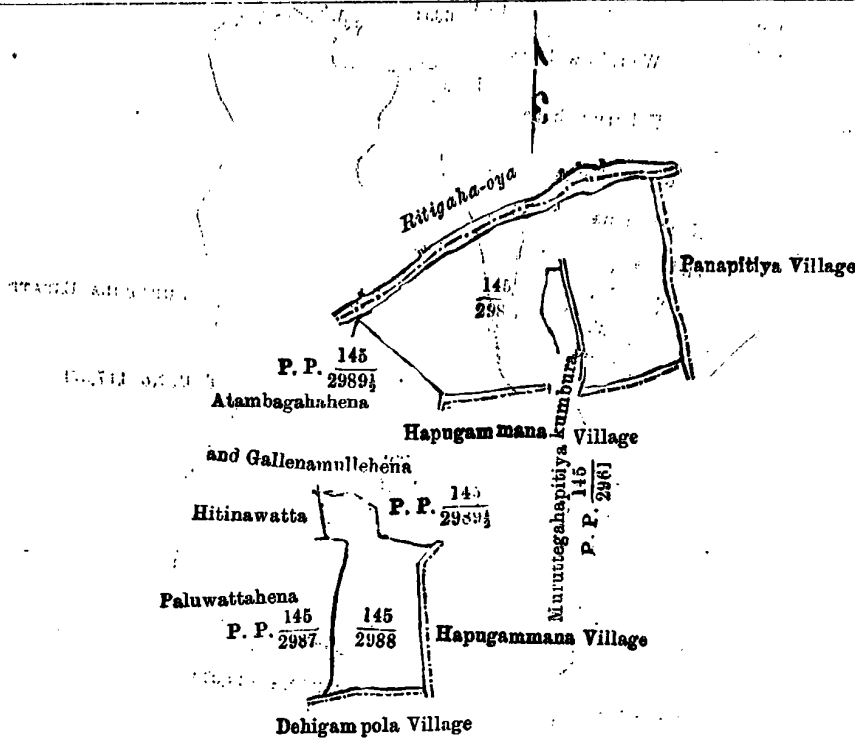 Ritigaha-oya
Panapitiya Village
145
298
P. P. 145
2989½
Atambagahahena
Hapugammana Village
Muruttegahapitiya kumbura
P. P. 145
2961
and Gallenamullehena
P. P. 145
2989½
Hitinawatta
Paluwattahena
P. P. 145
2987
145
2988
Hapugammana Village
Dehigampola Village